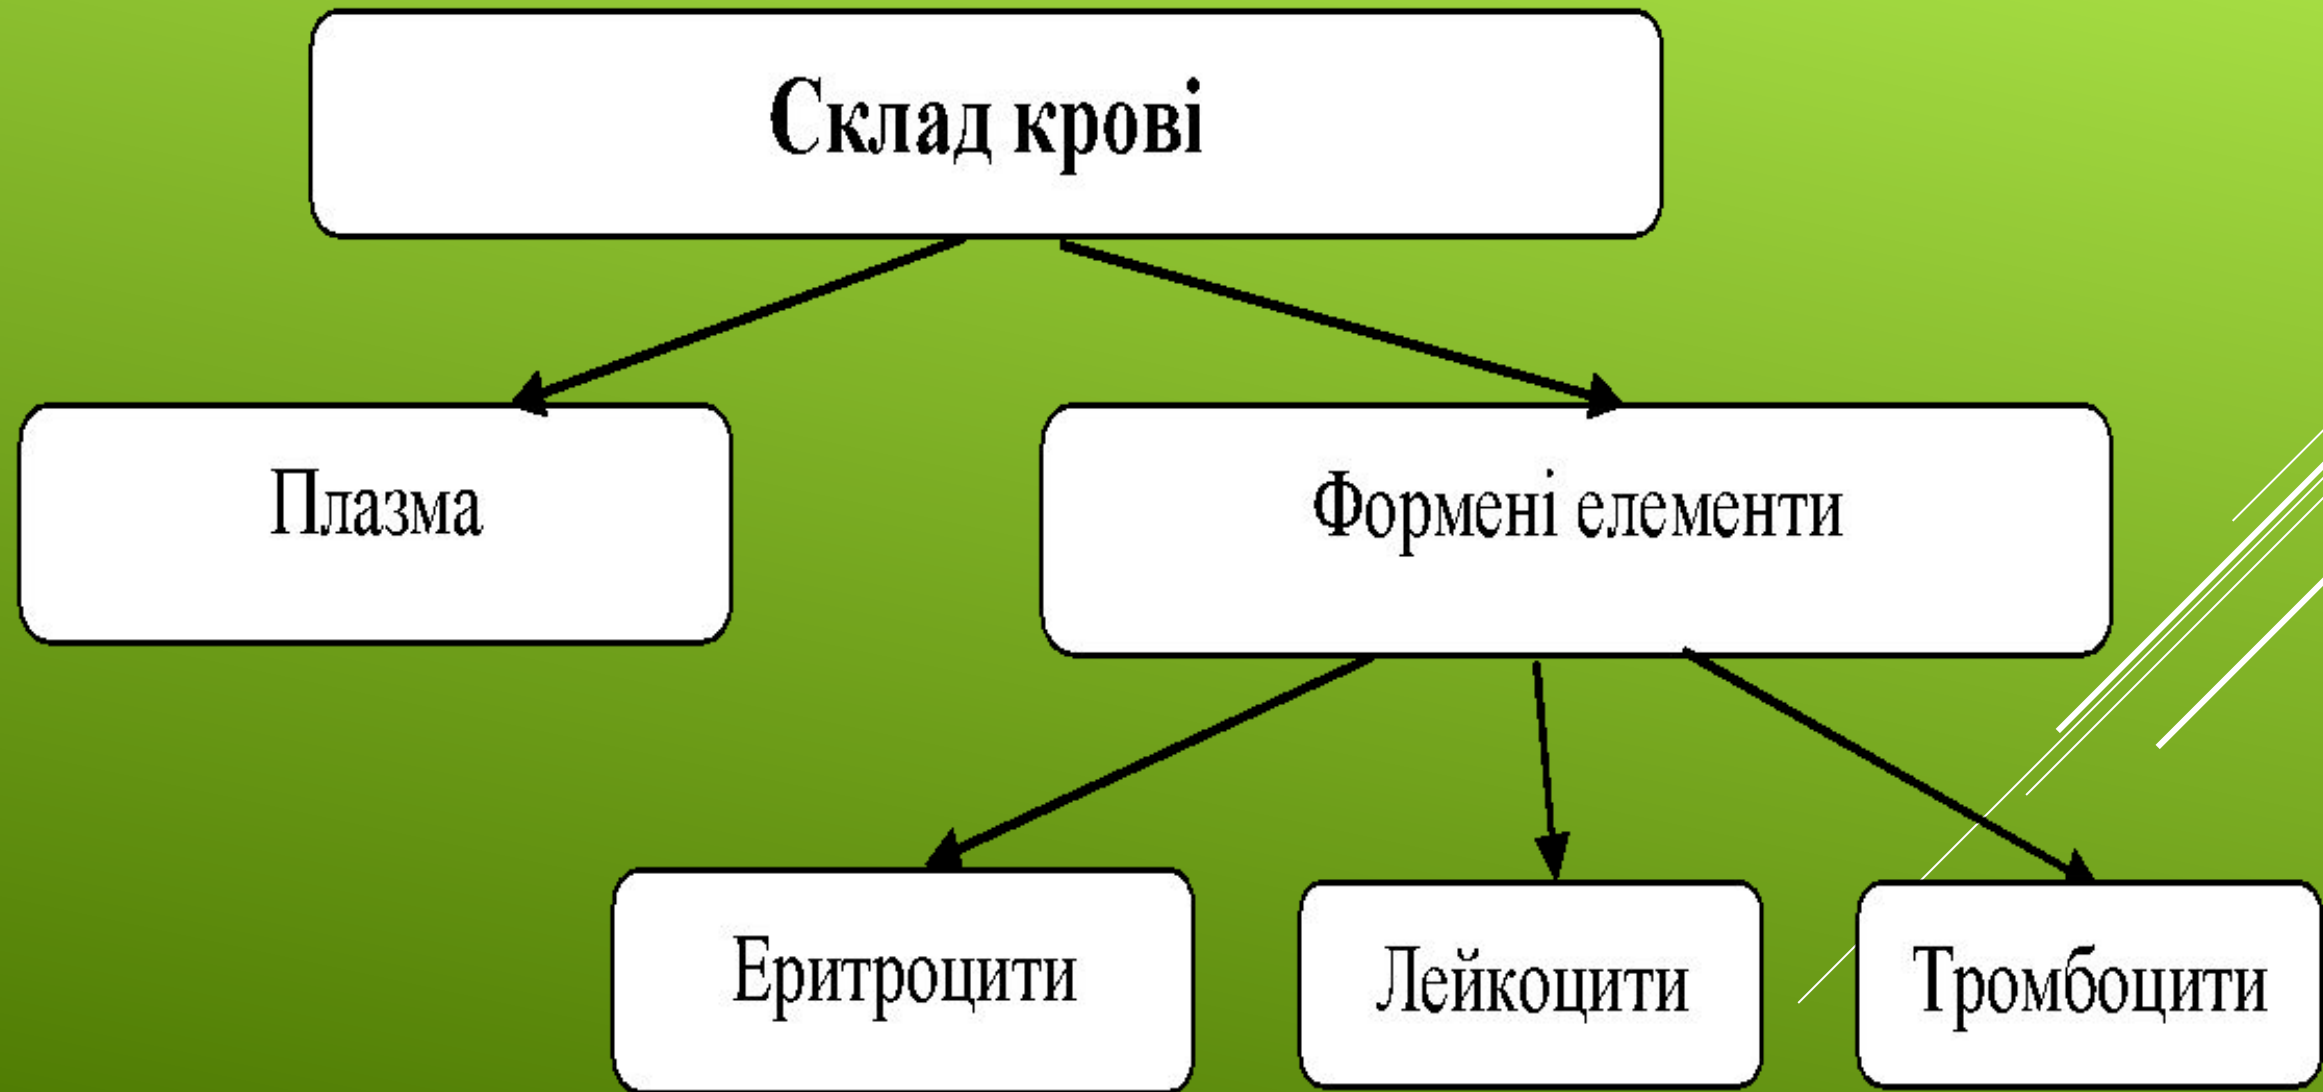 Склад крові
Плазма
Формені елементи
Еритроцити
Лейкоцити
Тромбоцити